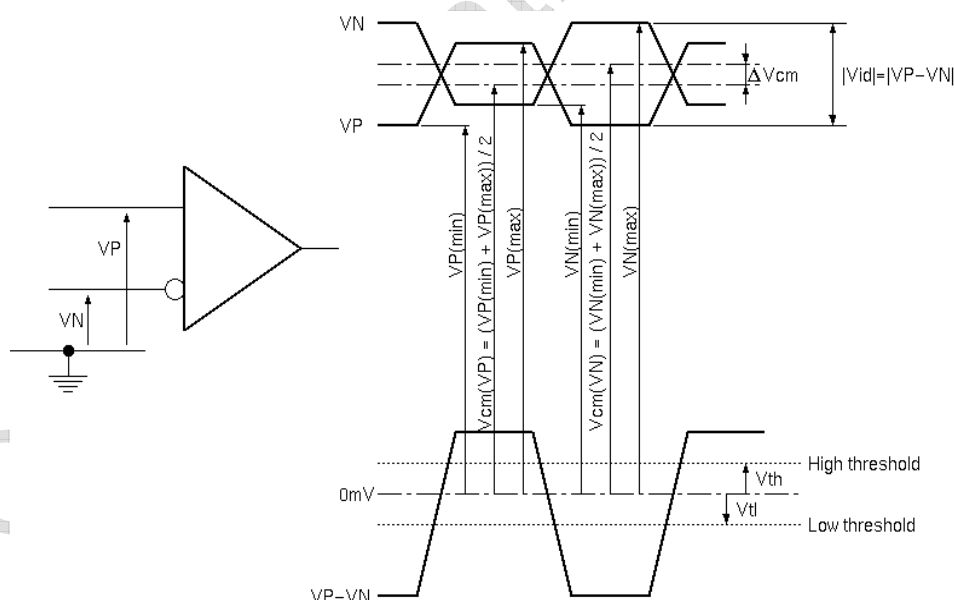 VN
ΔVcm
|Vid|=|VP-VN|
VP
VP
VN
VP(min)
Vcm(VP) = (VP(min) + VP(max)) / 2
VP(max)
VN(min)
Vcm(VN) = (VN(min) + VN(max)) / 2
VN(max)
High threshold
Vth
0mV
Vtl
Low threshold
VP-VN